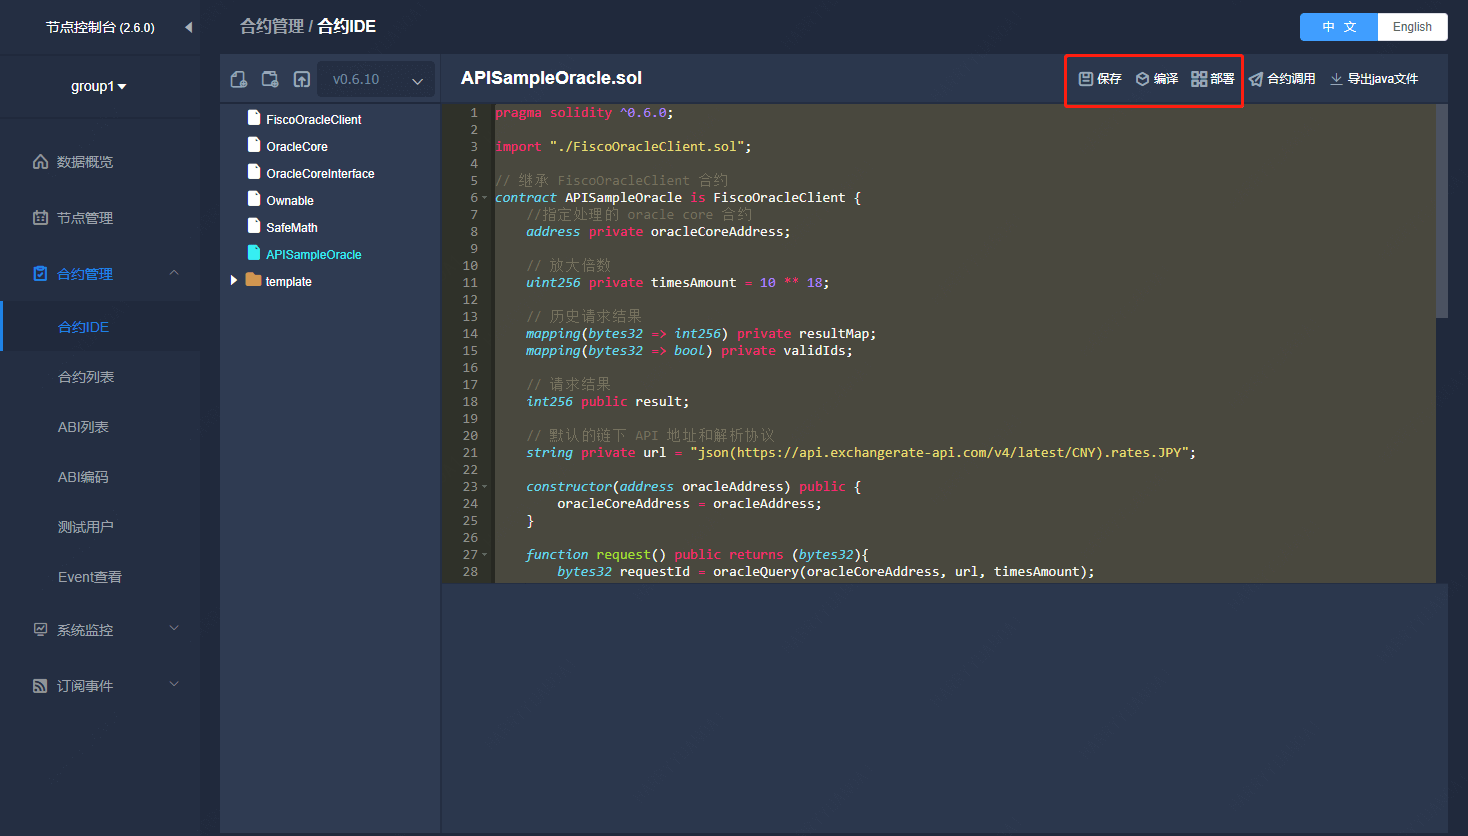 节点控制台 (2.6.0)
group1
数据概览
节点管理
合约管理
合约IDE
合约列表
ABI列表
ABI编码
测试用户
Event查看
系统监控
订阅事件
合约管理 / 合约IDE
中 文
English
v0.6.10
FiscoOracleClient
OracleCore
OracleCoreInterface
Ownable
SafeMath
APISampleOracle
template
APISampleOracle.sol
保存
编译
部署
合约调用
导出java文件
1 pragma solidity ^0.6.0;
2
3 import "./FiscoOracleClient.sol";
4
5 // 继承 FiscoOracleClient 合约
6 contract APISampleOracle is FiscoOracleClient {
7 //指定处理的 oracle core 合约
8 address private oracleCoreAddress;
9
10 // 放大倍数
11 uint256 private timesAmount = 10 ** 18;
12
13 // 历史请求结果
14 mapping(bytes32 => int256) private resultMap;
15 mapping(bytes32 => bool) private validIds;
16
17 // 请求结果
18 int256 public result;
19
20 // 默认的链下 API 地址和解析协议
21 string private url = "json(https://api.exchangerate-api.com/v4/latest/CNY).rates.JPY";
22
23 constructor(address oracleAddress) public {
24 oracleCoreAddress = oracleAddress;
25 }
26
27 function request() public returns (bytes32){
28 bytes32 requestId = oracleQuery(oracleCoreAddress, url, timesAmount);